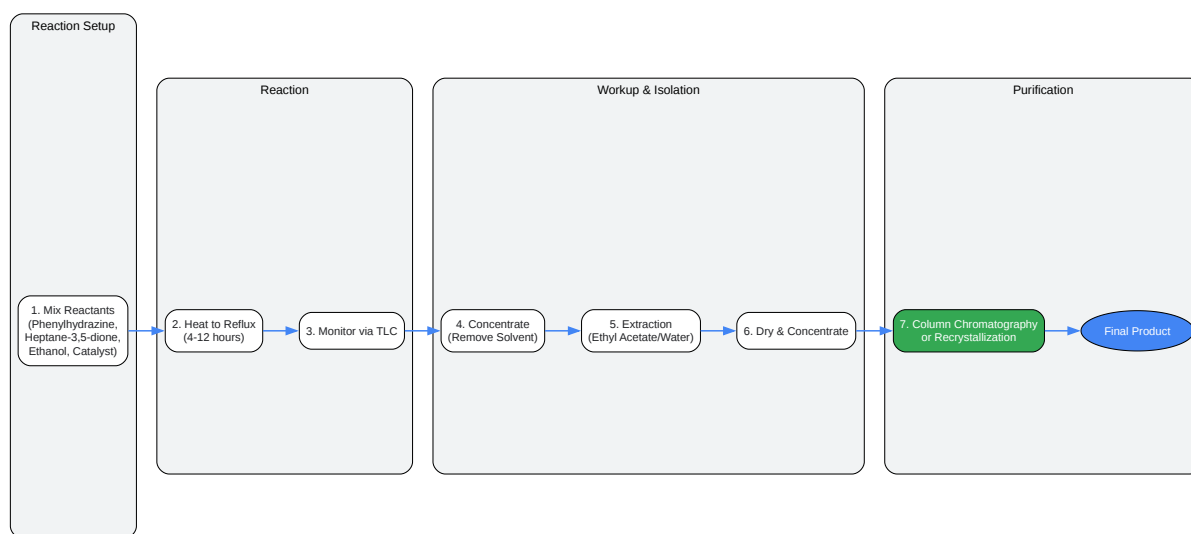 Reaction Setup
Reaction
Workup & Isolation
Purification
1. Mix Reactants
(Phenylhydrazine,
Heptane-3,5-dione,
Ethanol, Catalyst)
2. Heat to Reflux
(4-12 hours)
3. Monitor via TLC
4. Concentrate
(Remove Solvent)
5. Extraction
(Ethyl Acetate/Water)
6. Dry & Concentrate
7. Column Chromatography
or Recrystallization
Final Product